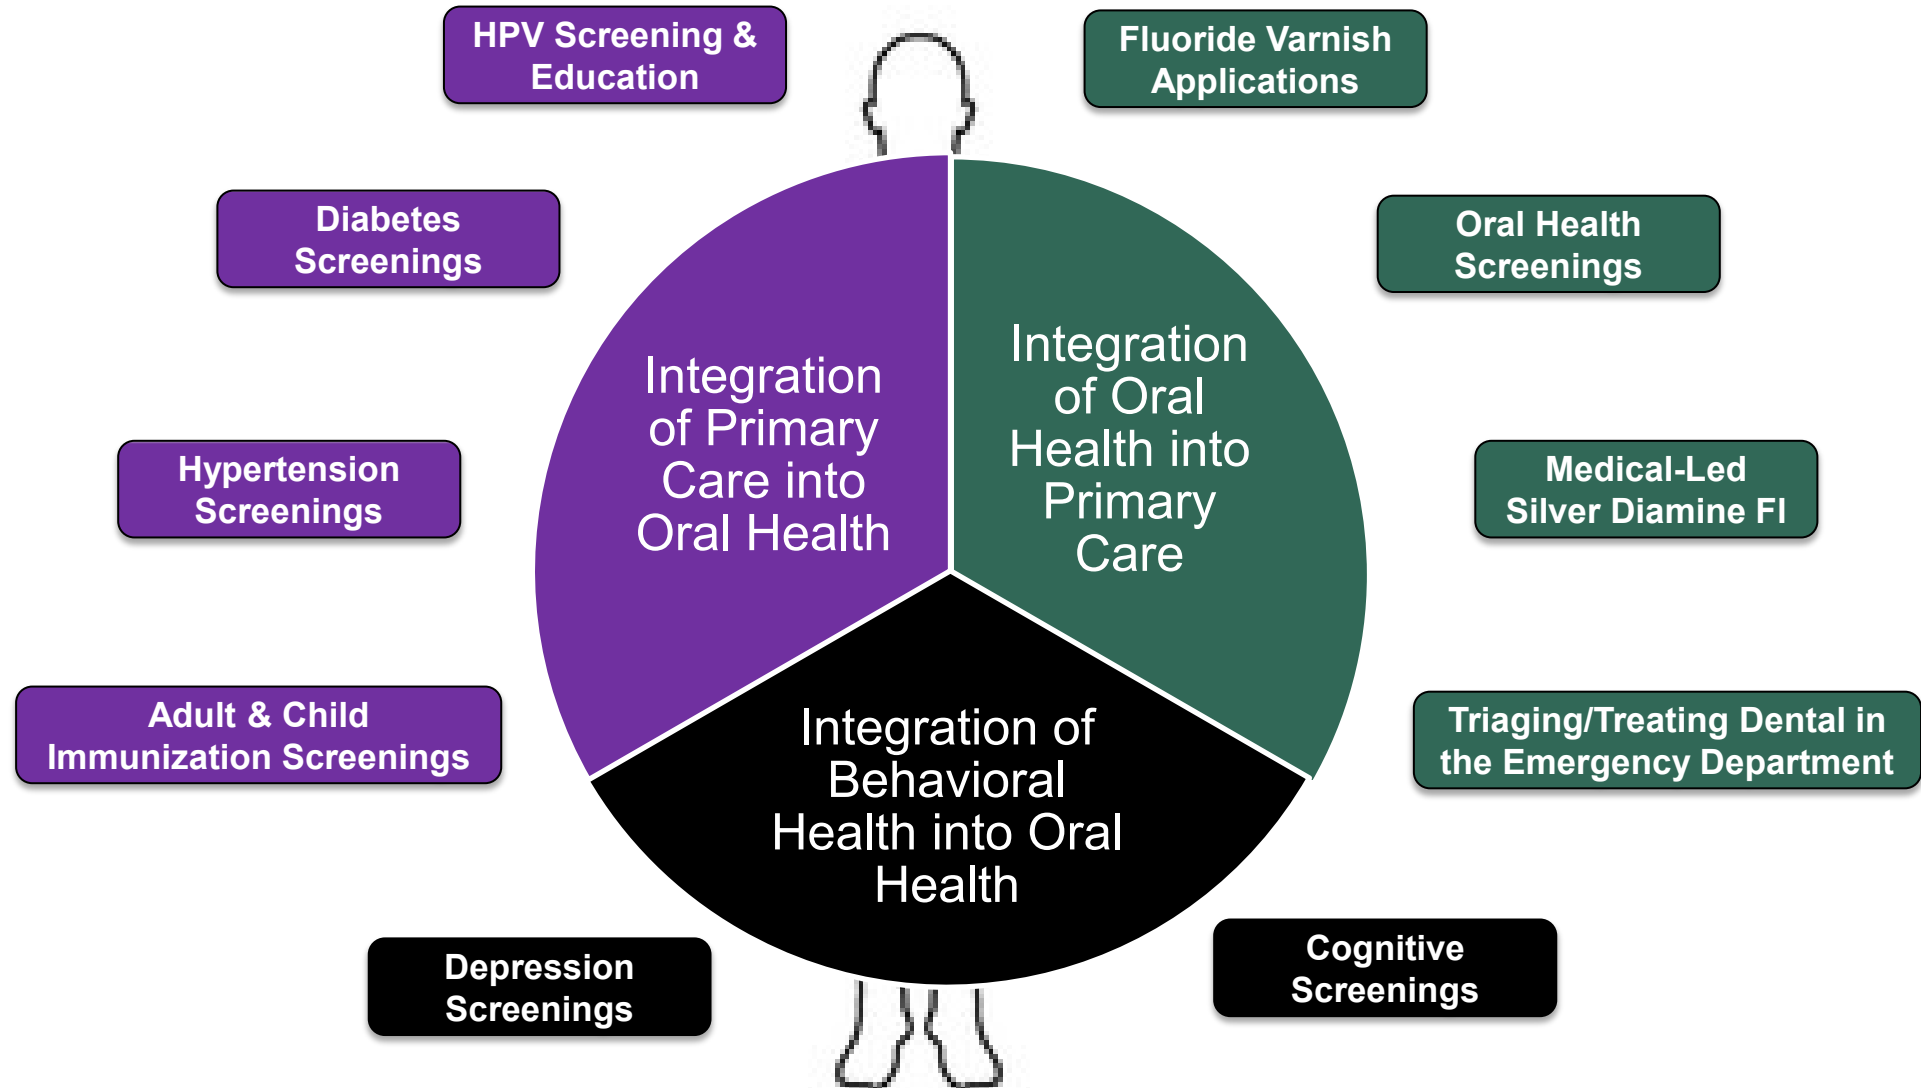 HPV Screening &
Education
Fluoride Varnish
Applications
Diabetes
Screenings
Oral Health
Screenings
Hypertension
Screenings
Medical-Led
Silver Diamine Fl
Adult & Child
Immunization Screenings
Triaging/Treating Dental in
the Emergency Department
Depression
Screenings
Cognitive
Screenings
Integration
of Primary
Care into
Oral Health
Integration
of Oral
Health into
Primary
Care
Integration of
Behavioral
Health into Oral
Health